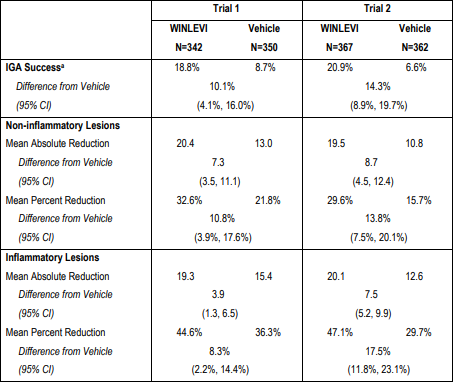 Trial 1 Trial 2
WINLEVI Vehicle WINLEVI Vehicle
N=342 N=350 N=367 N=362
IGA Successᵃ 18.8% 8.7% 20.9% 6.6%
Difference from Vehicle 10.1% 14.3%
(95% CI) (4.1%, 16.0%) (8.9%, 19.7%)
Non-inflammatory Lesions
Mean Absolute Reduction 20.4 13.0 19.5 10.8
Difference from Vehicle 7.3 8.7
(95% CI) (3.5, 11.1) (4.5, 12.4)
Mean Percent Reduction 32.6% 21.8% 29.6% 15.7%
Difference from Vehicle 10.8% 13.8%
(95% CI) (3.9%, 17.6%) (7.5%, 20.1%)
Inflammatory Lesions
Mean Absolute Reduction 19.3 15.4 20.1 12.6
Difference from Vehicle 3.9 7.5
(95% CI) (1.3, 6.5) (5.2, 9.9)
Mean Percent Reduction 44.6% 36.3% 47.1% 29.7%
Difference from Vehicle 8.3% 17.5%
(95% CI) (2.2%, 14.4%) (11.8%, 23.1%)